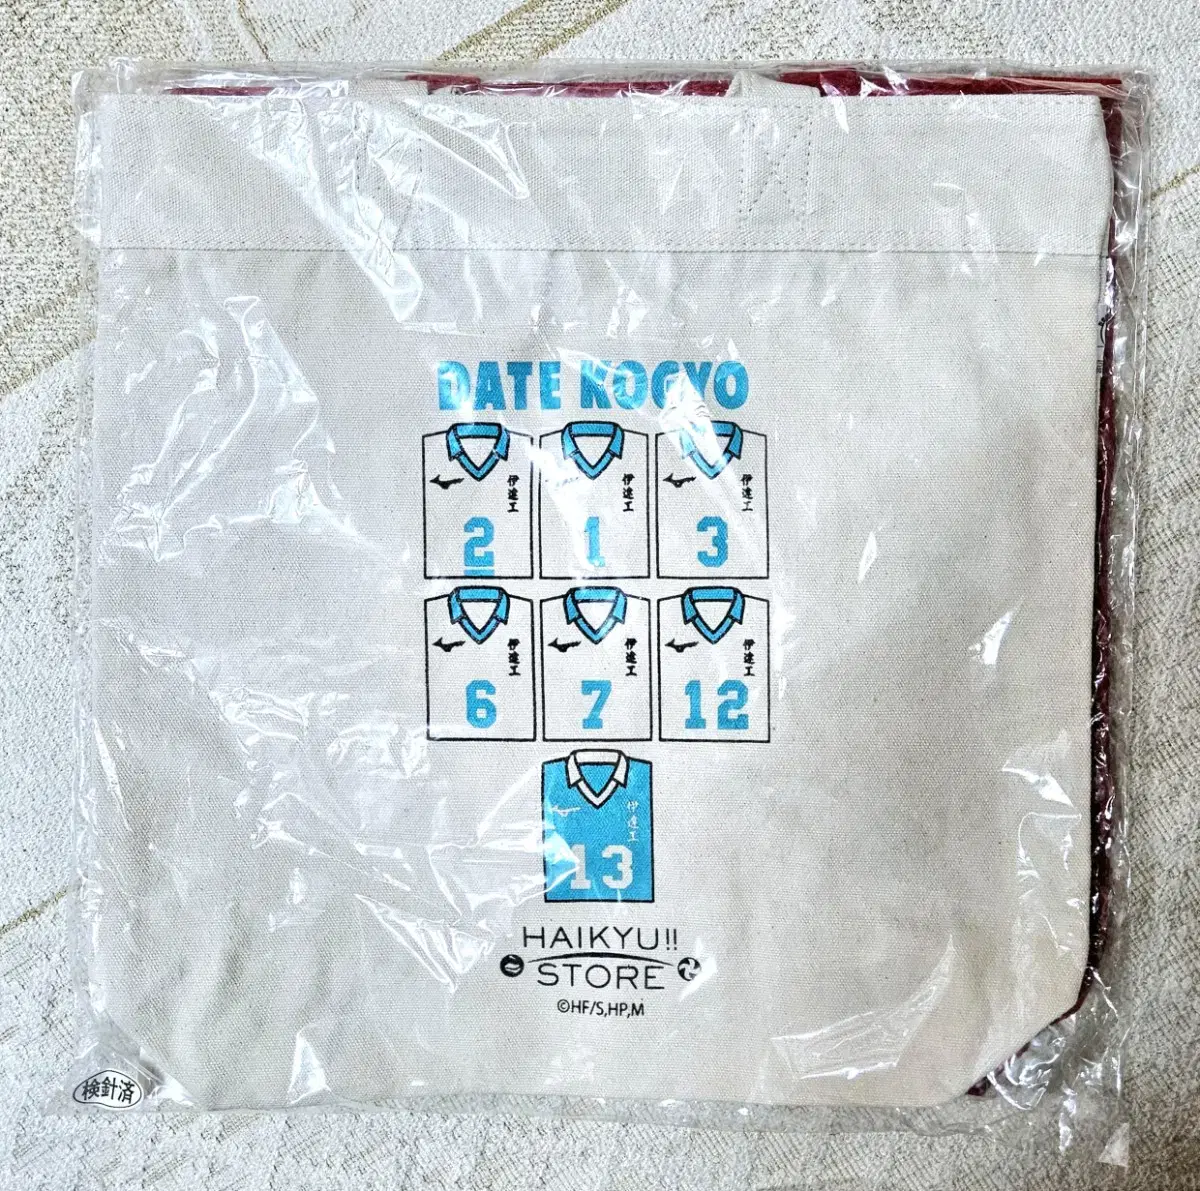 DATE KOGYO
伊達工 伊達工 伊達工
2 1 3
伊達工 伊達工 伊達工
6 7 12
伊達工
13
HAIKYU!!
STORE
©HF/S,HP,M
検針済